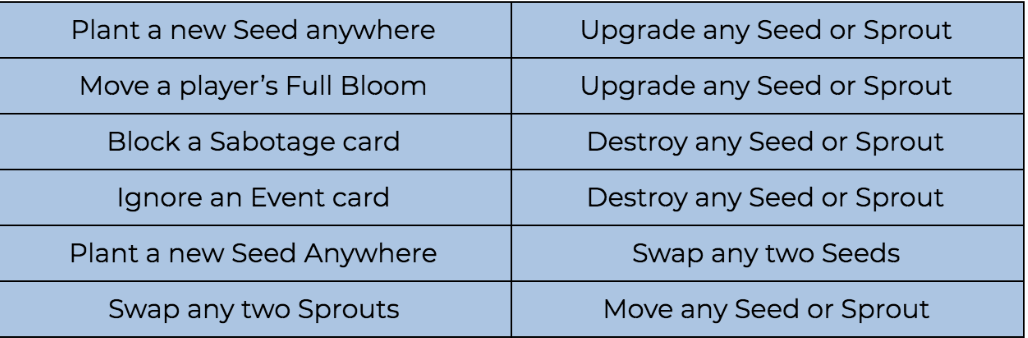 Plant a new Seed anywhere
Upgrade any Seed or Sprout
Move a player’s Full Bloom
Upgrade any Seed or Sprout
Block a Sabotage card
Destroy any Seed or Sprout
Ignore an Event card
Destroy any Seed or Sprout
Plant a new Seed Anywhere
Swap any two Seeds
Swap any two Sprouts
Move any Seed or Sprout